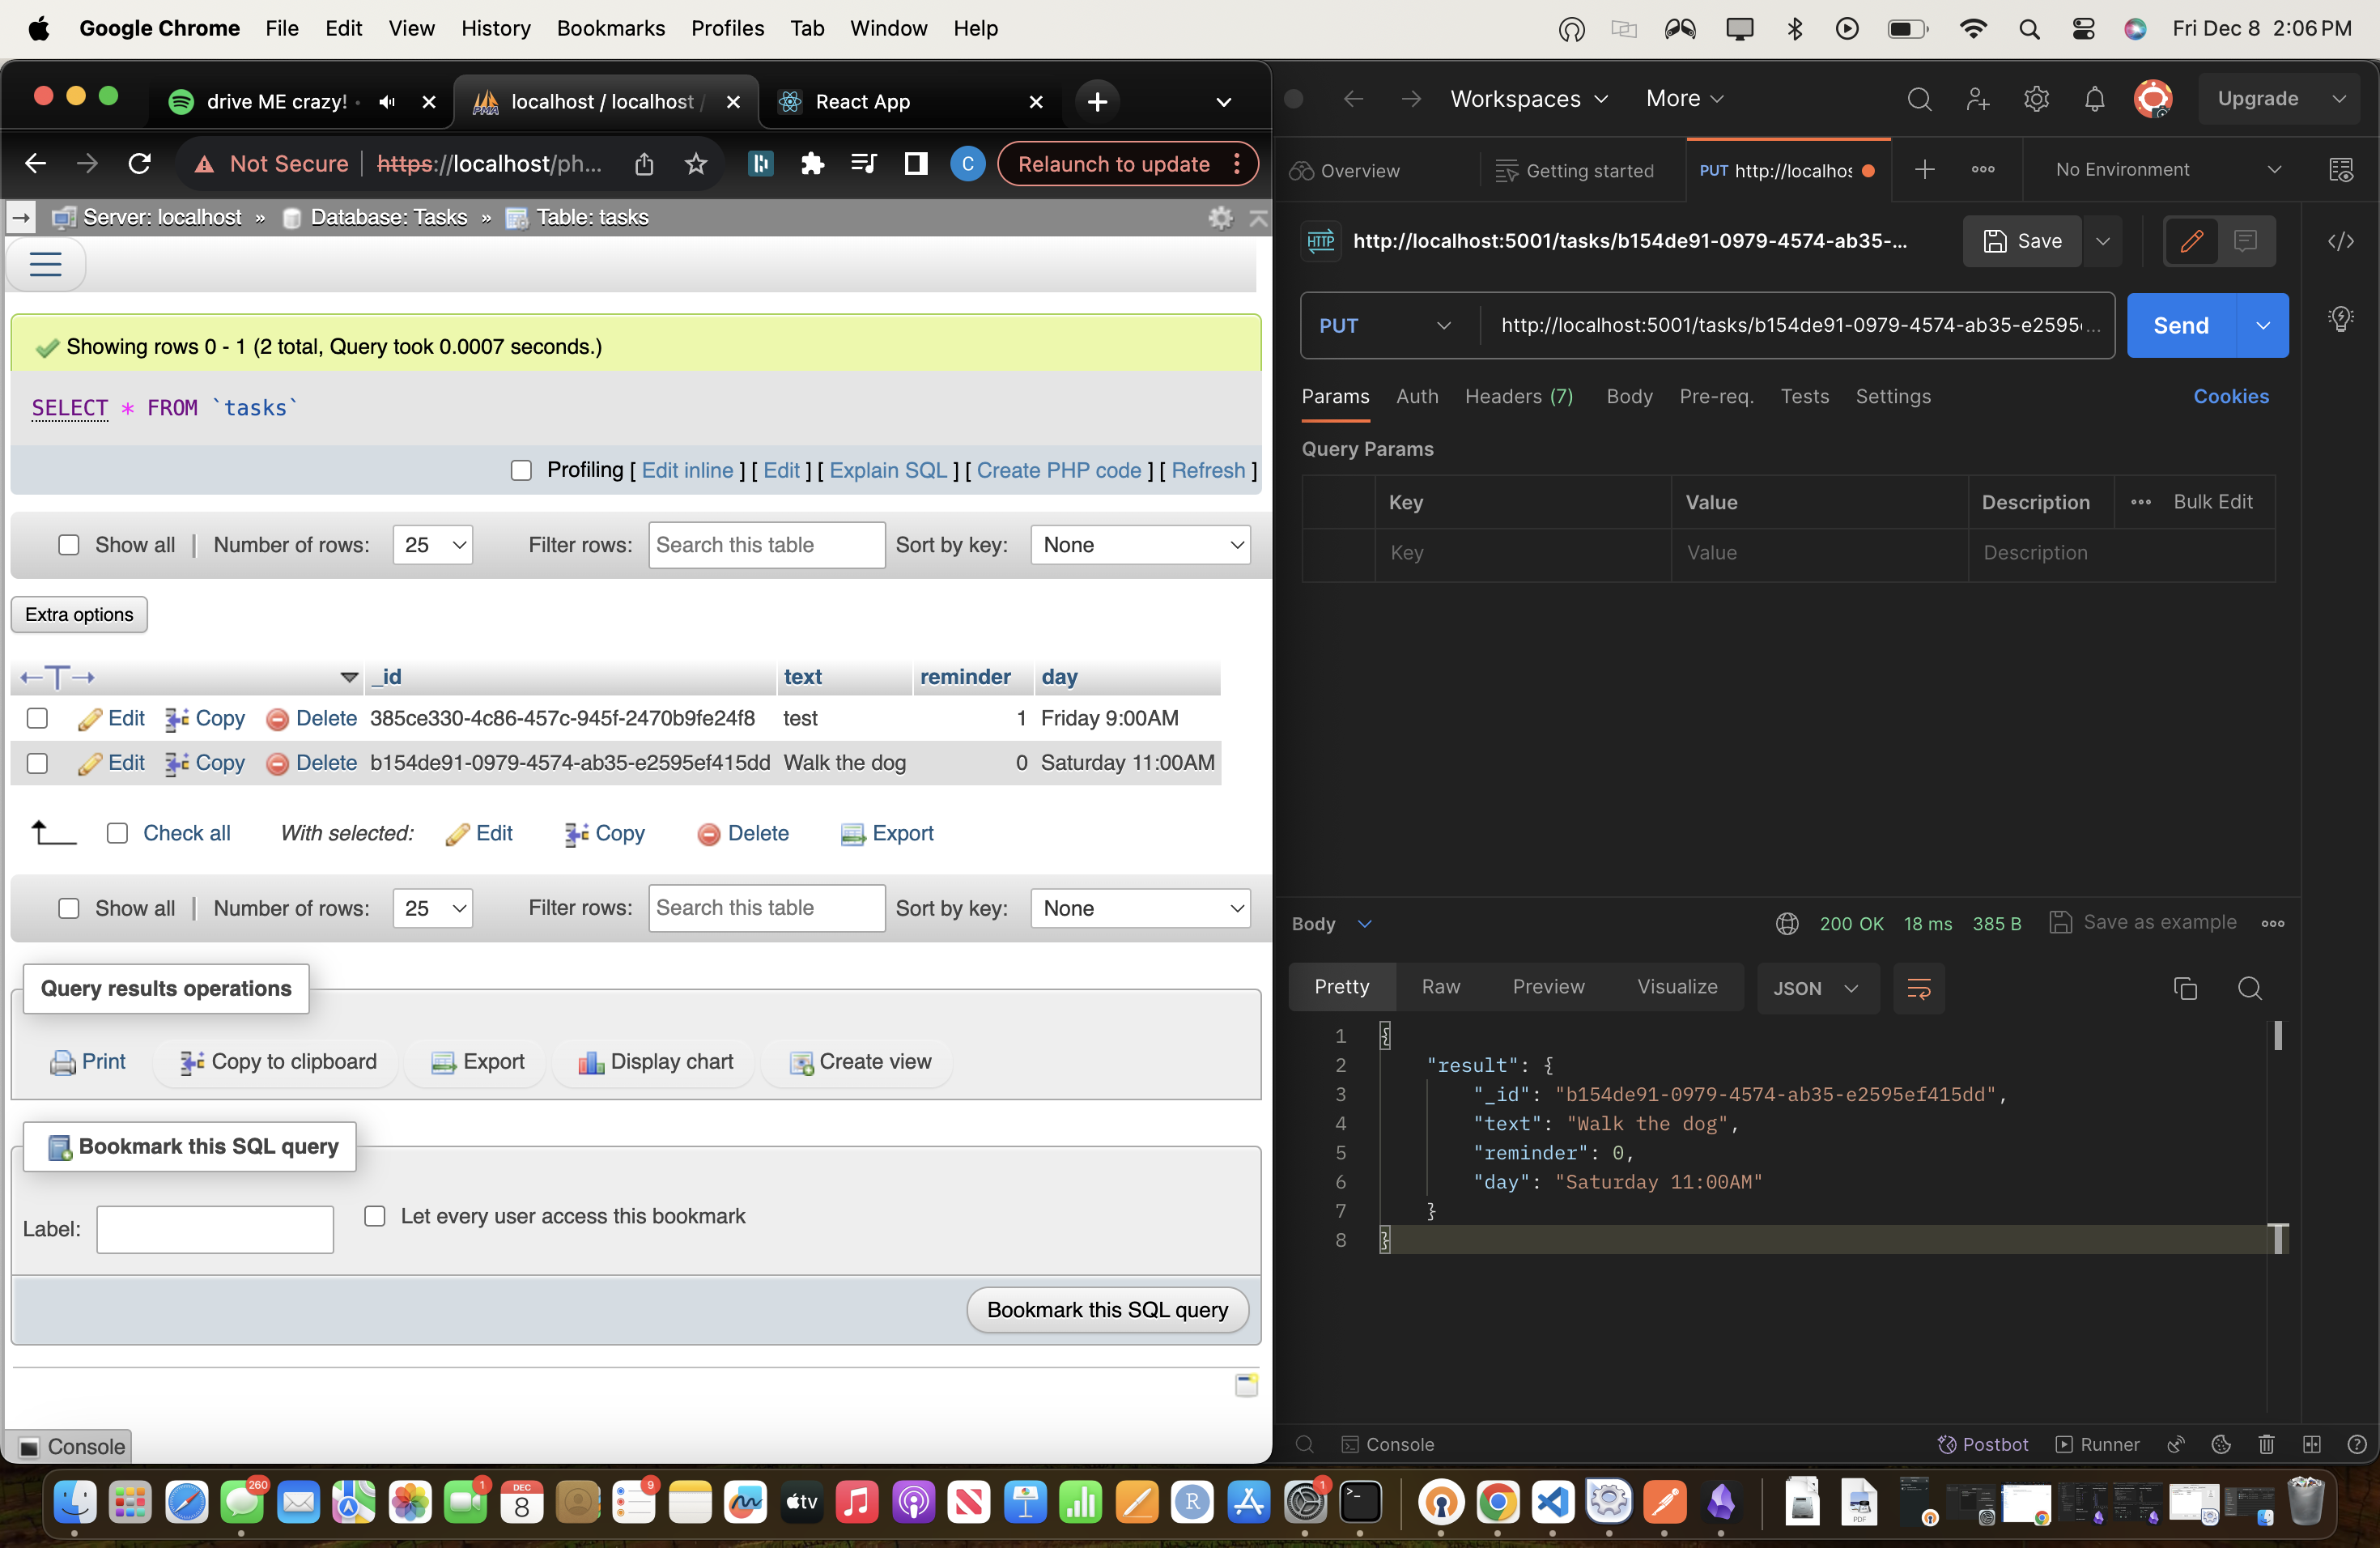 Google Chrome File Edit View History Bookmarks Profiles Tab Window Help
Fri Dec 8 2:06 PM
drive ME crazy!
localhost / localhost /
React App
Not Secure https://localhost/ph...
C
Relaunch to update
Server: localhost » Database: Tasks » Table: tasks
Showing rows 0 - 1 (2 total, Query took 0.0007 seconds.)
SELECT * FROM `tasks`
Profiling [ Edit inline ] [ Edit ] [ Explain SQL ] [ Create PHP code ] [ Refresh ]
Show all | Number of rows: 25 Filter rows: Search this table Sort by key: None
Extra options
_id text reminder day
Edit Copy Delete 385ce330-4c86-457c-945f-2470b9fe24f8 test 1 Friday 9:00AM
Edit Copy Delete b154de91-0979-4574-ab35-e2595ef415dd Walk the dog 0 Saturday 11:00AM
Check all With selected: Edit Copy Delete Export
Show all | Number of rows: 25 Filter rows: Search this table Sort by key: None
Query results operations
Print Copy to clipboard Export Display chart Create view
Bookmark this SQL query
Label: Let every user access this bookmark
Bookmark this SQL query
Console
Workspaces More Upgrade
Overview Getting started PUT http://localhos No Environment
HTTP http://localhost:5001/tasks/b154de91-0979-4574-ab35-... Save
PUT http://localhost:5001/tasks/b154de91-0979-4574-ab35-e2595... Send
Params Auth Headers (7) Body Pre-req. Tests Settings Cookies
Query Params
Key Value Description Bulk Edit
Key Value Description
Body 200 OK 18 ms 385 B Save as example
Pretty Raw Preview Visualize JSON
1 {
2 "result": {
3 "_id": "b154de91-0979-4574-ab35-e2595ef415dd",
4 "text": "Walk the dog",
5 "reminder": 0,
6 "day": "Saturday 11:00AM"
7 }
8 }
Console Postbot Runner
260 1 DEC 8 9 tv 1
PDF